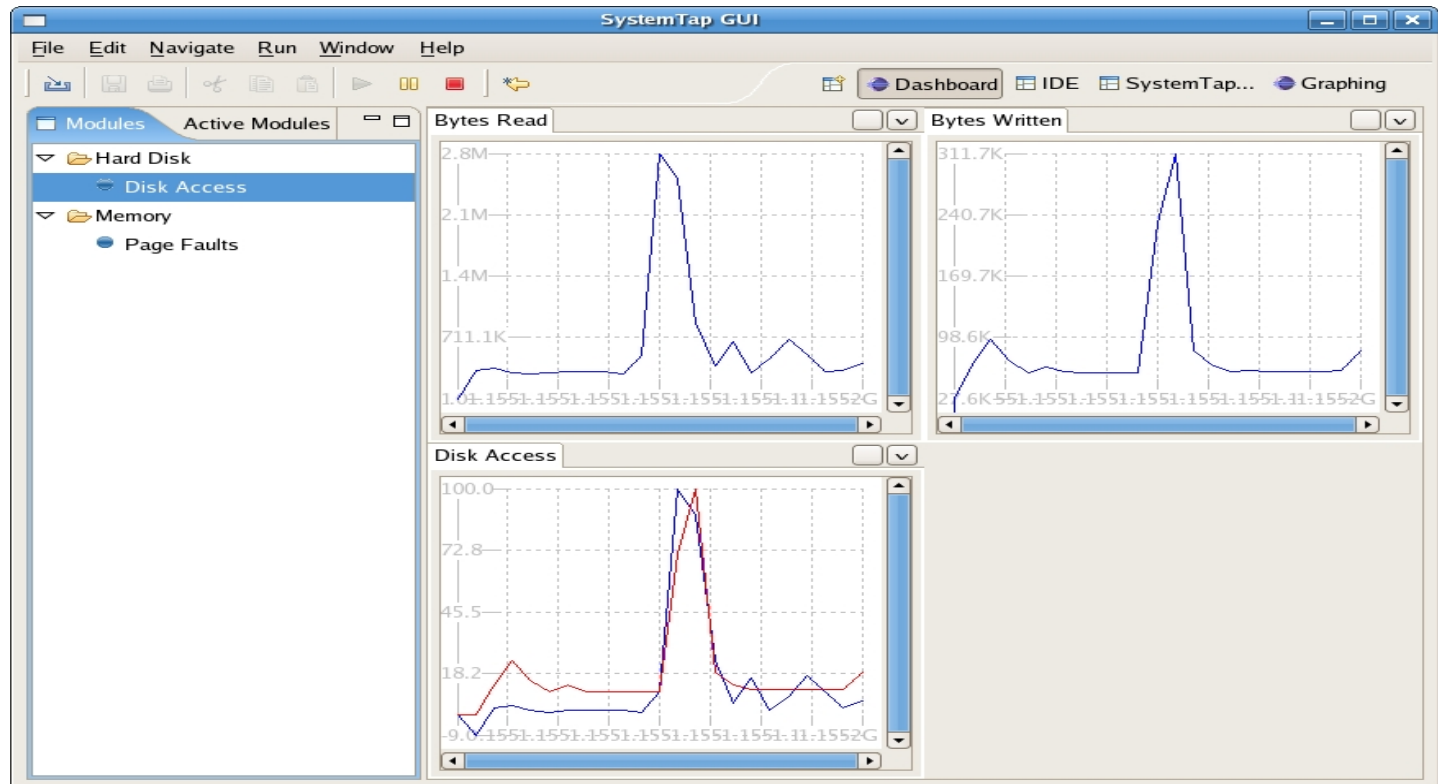 SystemTap GUI
File Edit Navigate Run Window Help
Dashboard IDE SystemTap... Graphing
Modules Active Modules
Hard Disk
Disk Access
Memory
Page Faults
Bytes Read
2.8M
2.1M
1.4M
711.1K
Bytes Written
311.7K
240.7K
169.7K
98.6K
27.6K
Disk Access
100.0
72.8
45.5
18.2
-9.0